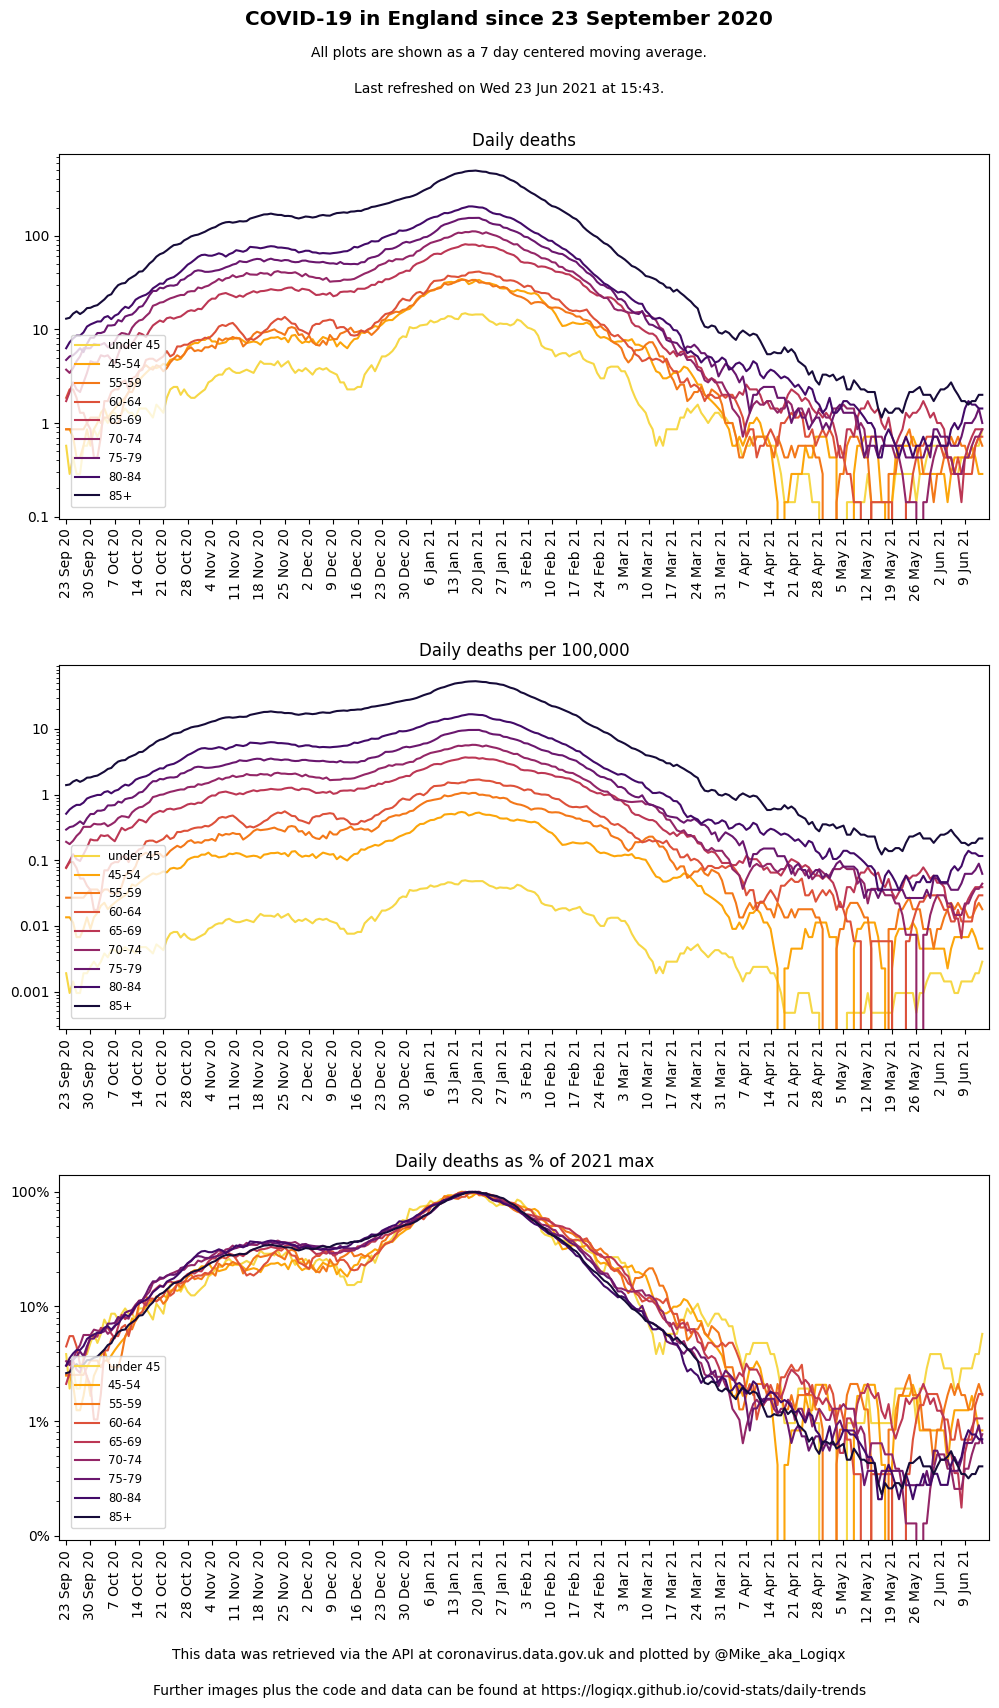 COVID-19 in England since 23 September 2020
All plots are shown as a 7 day centered moving average.
Last refreshed on Wed 23 Jun 2021 at 15:43.
Daily deaths
100
10
1
0.1
under 45
45-54
55-59
60-64
65-69
70-74
75-79
80-84
85+
23 Sep 20
30 Sep 20
7 Oct 20
14 Oct 20
21 Oct 20
28 Oct 20
4 Nov 20
11 Nov 20
18 Nov 20
25 Nov 20
2 Dec 20
9 Dec 20
16 Dec 20
23 Dec 20
30 Dec 20
6 Jan 21
13 Jan 21
20 Jan 21
27 Jan 21
3 Feb 21
10 Feb 21
17 Feb 21
24 Feb 21
3 Mar 21
10 Mar 21
17 Mar 21
24 Mar 21
31 Mar 21
7 Apr 21
14 Apr 21
21 Apr 21
28 Apr 21
5 May 21
12 May 21
19 May 21
26 May 21
2 Jun 21
9 Jun 21
Daily deaths per 100,000
10
1
0.1
0.01
0.001
under 45
45-54
55-59
60-64
65-69
70-74
75-79
80-84
85+
23 Sep 20
30 Sep 20
7 Oct 20
14 Oct 20
21 Oct 20
28 Oct 20
4 Nov 20
11 Nov 20
18 Nov 20
25 Nov 20
2 Dec 20
9 Dec 20
16 Dec 20
23 Dec 20
30 Dec 20
6 Jan 21
13 Jan 21
20 Jan 21
27 Jan 21
3 Feb 21
10 Feb 21
17 Feb 21
24 Feb 21
3 Mar 21
10 Mar 21
17 Mar 21
24 Mar 21
31 Mar 21
7 Apr 21
14 Apr 21
21 Apr 21
28 Apr 21
5 May 21
12 May 21
19 May 21
26 May 21
2 Jun 21
9 Jun 21
Daily deaths as % of 2021 max
100%
10%
1%
0%
under 45
45-54
55-59
60-64
65-69
70-74
75-79
80-84
85+
23 Sep 20
30 Sep 20
7 Oct 20
14 Oct 20
21 Oct 20
28 Oct 20
4 Nov 20
11 Nov 20
18 Nov 20
25 Nov 20
2 Dec 20
9 Dec 20
16 Dec 20
23 Dec 20
30 Dec 20
6 Jan 21
13 Jan 21
20 Jan 21
27 Jan 21
3 Feb 21
10 Feb 21
17 Feb 21
24 Feb 21
3 Mar 21
10 Mar 21
17 Mar 21
24 Mar 21
31 Mar 21
7 Apr 21
14 Apr 21
21 Apr 21
28 Apr 21
5 May 21
12 May 21
19 May 21
26 May 21
2 Jun 21
9 Jun 21
This data was retrieved via the API at coronavirus.data.gov.uk and plotted by @Mike_aka_Logiqx
Further images plus the code and data can be found at https://logiqx.github.io/covid-stats/daily-trends